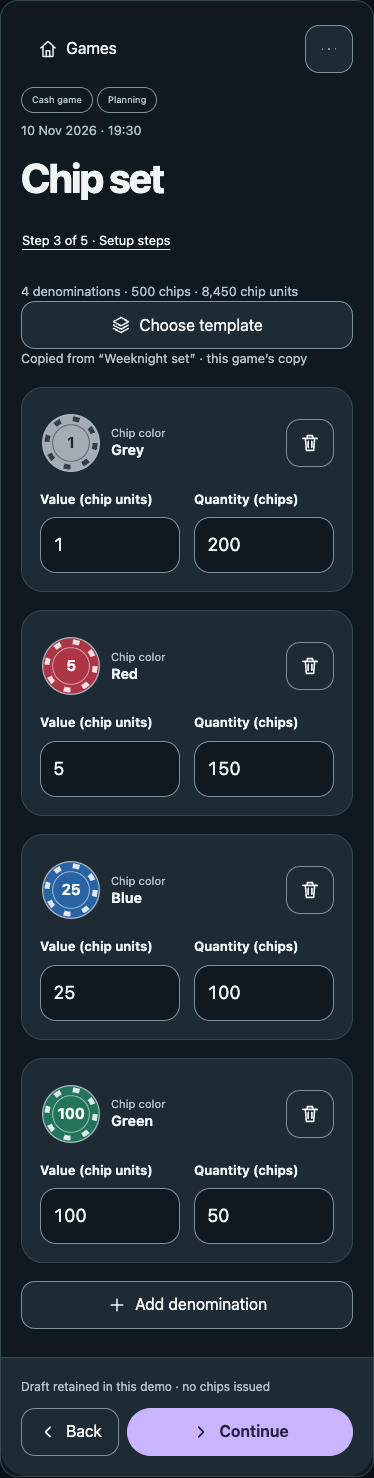 Games
Cash game Planning
10 Nov 2026 · 19:30
Chip set
Step 3 of 5 · Setup steps
4 denominations · 500 chips · 8,450 chip units
Choose template
Copied from “Weeknight set” · this game’s copy
1
Chip color
Grey
Value (chip units) Quantity (chips)
1 200
5
Chip color
Red
Value (chip units) Quantity (chips)
5 150
25
Chip color
Blue
Value (chip units) Quantity (chips)
25 100
100
Chip color
Green
Value (chip units) Quantity (chips)
100 50
Add denomination
Draft retained in this demo · no chips issued
Back Continue